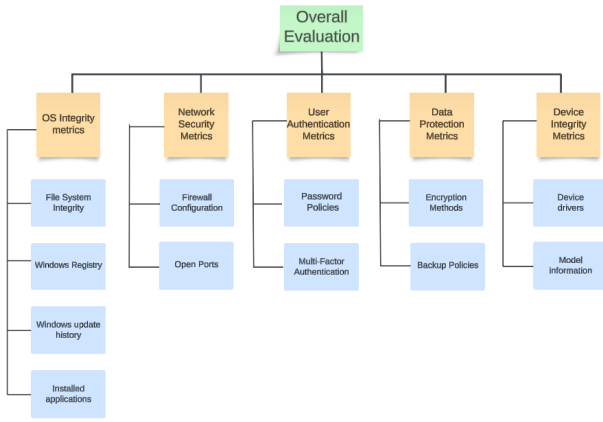 Overall
Evaluation
OS Integrity
metrics
Network
Security
Metrics
User
Authentication
Metrics
Data
Protection
Metrics
Device
Integrity
Metrics
File System
Integrity
Windows Registry
Windows update
history
Installed
applications
Firewall
Configuration
Open Ports
Password
Policies
Multi-Factor
Authentication
Encryption
Methods
Backup Policies
Device
drivers
Model
Information